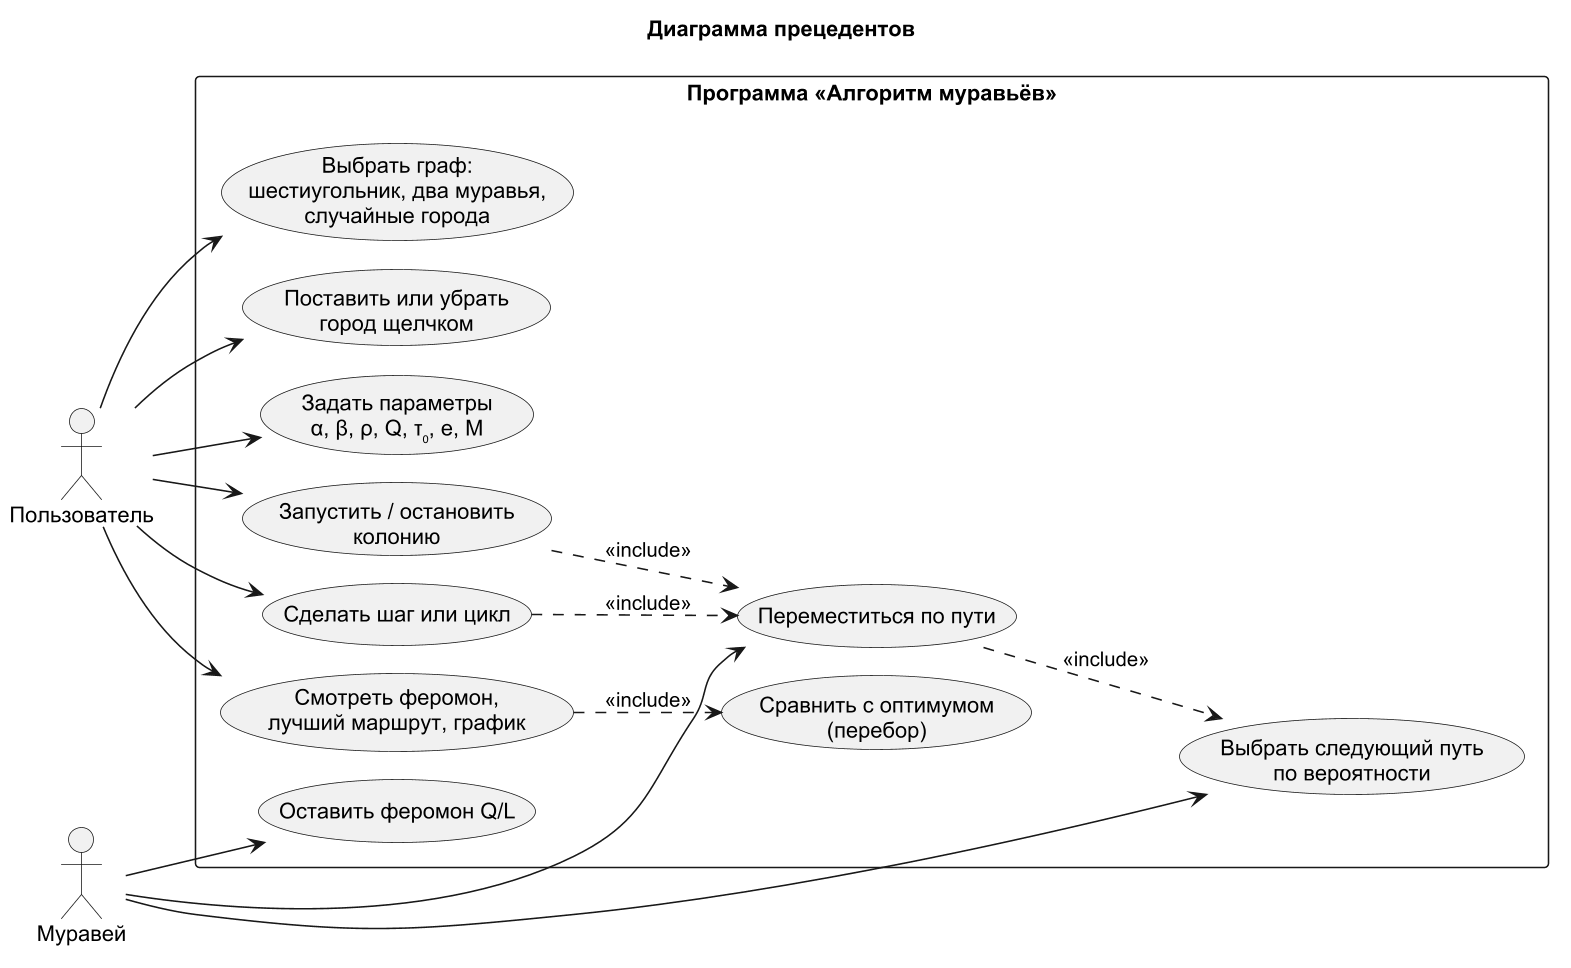 Диаграмма прецедентов
Программа «Алгоритм муравьёв»
Выбрать граф:
шестиугольник, два муравья,
случайные города
Поставить или убрать
город щелчком
Задать параметры
α, β, ρ, Q, τ₀, e, M
Пользователь
Запустить / остановить
колонию
«include»
Сделать шаг или цикл
«include»
Переместиться по пути
«include»
Смотреть феромон,
лучший маршрут, график
«include»
Сравнить с оптимумом
(перебор)
Выбрать следующий путь
по вероятности
Оставить феромон Q/L
Муравей